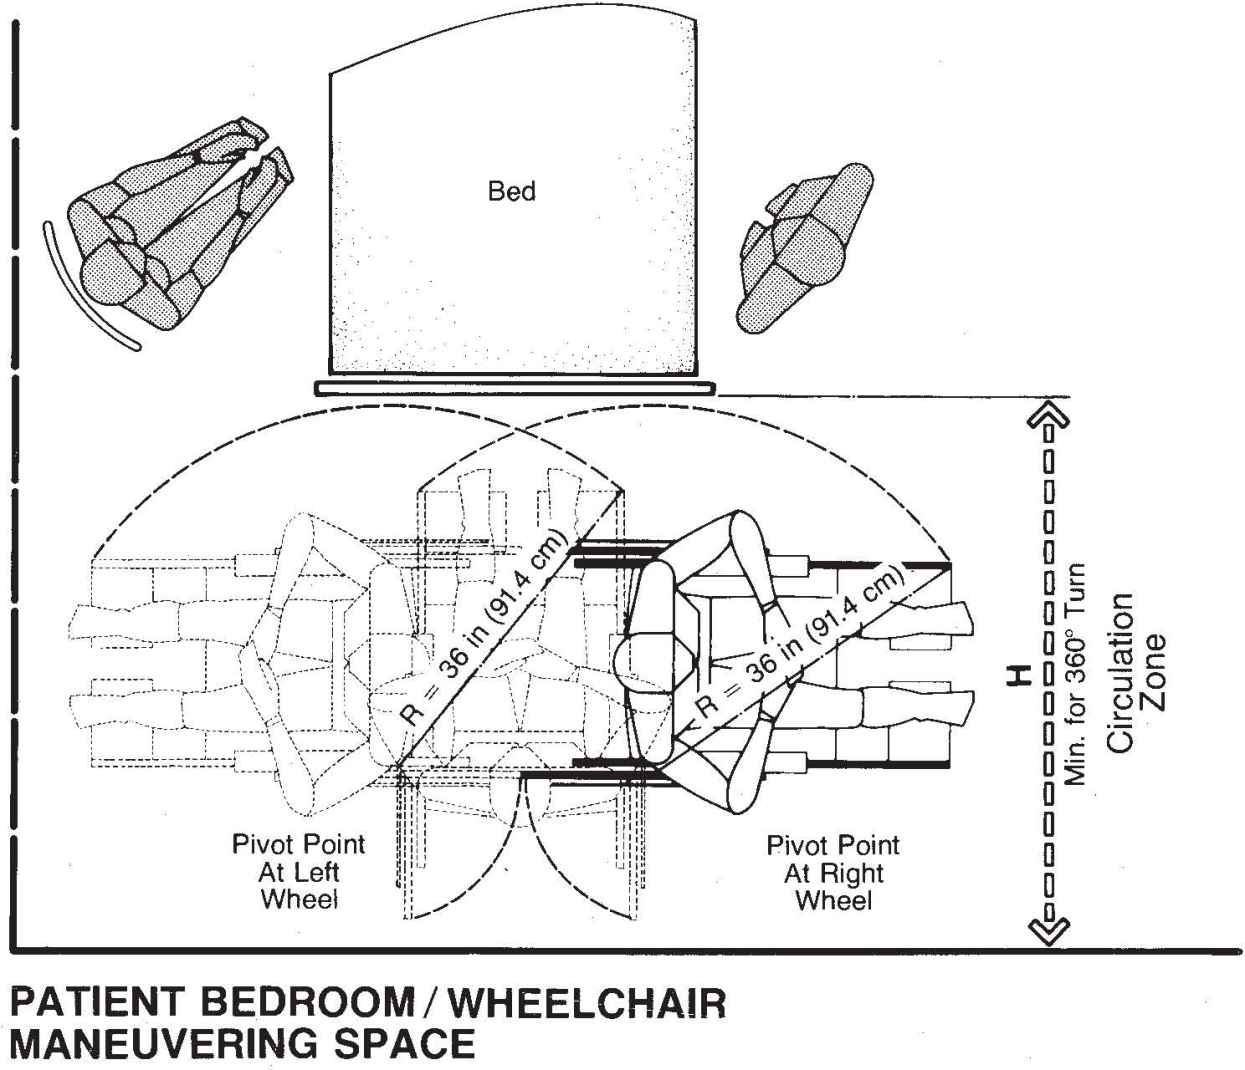 Bed
R = 36 in (91.4 cm)
R = 36 in (91.4 cm)
H
Min. for 360° Turn
Circulation
Zone
Pivot Point
At Left
Wheel
Pivot Point
At Right
Wheel
PATIENT BEDROOM / WHEELCHAIR
MANEUVERING SPACE